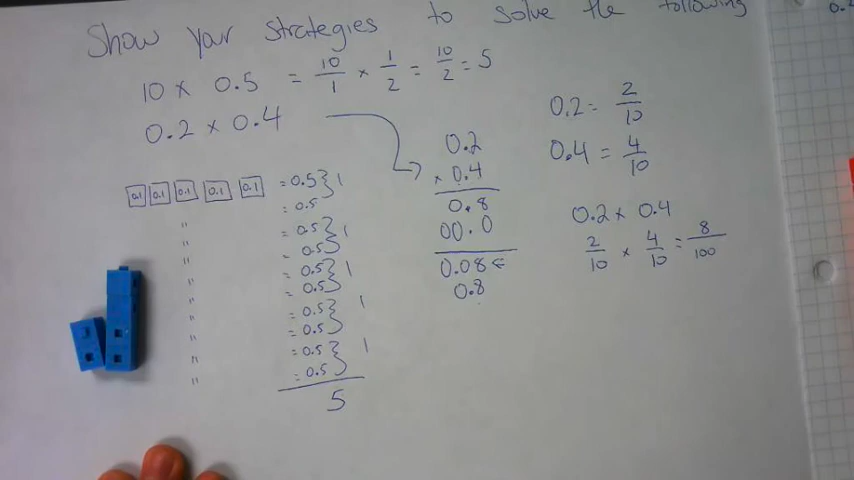 Show your strategies to solve the following
10 × 0.5 = 10/1 × 1/2 = 10/2 = 5
0.2 × 0.4
0.1 0.1 0.1 0.1 0.1 = 0.5 } 1
= 0.5
" = 0.5 } 1
" = 0.5
" = 0.5 } 1
" = 0.5
" = 0.5 } 1
" = 0.5
" = 0.5 } 1
" = 0.5
5
0.2
× 0.4
0.8
00.0
0.08 ←
0.8
0.2 = 2/10
0.4 = 4/10
0.2 × 0.4
2/10 × 4/10 = 8/100